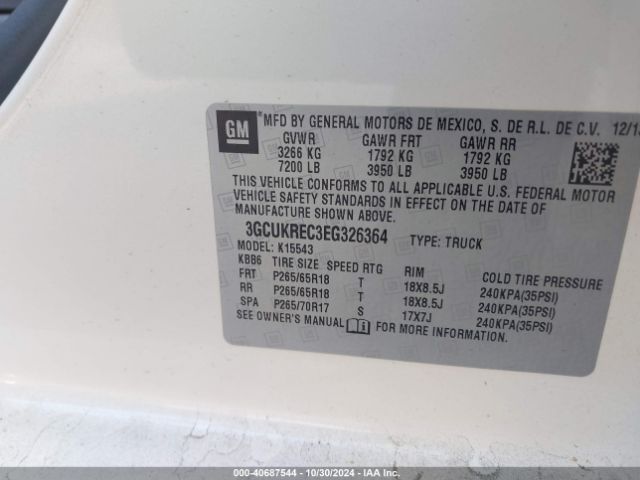 GM
* MFD BY GENERAL MOTORS DE MEXICO, S. DE R.L. DE C.V. 12/1
GVWR GAWR FRT GAWR RR
3266 KG 1792 KG 1792 KG
7200 LB 3950 LB 3950 LB
THIS VEHICLE CONFORMS TO ALL APPLICABLE U.S. FEDERAL MOTOR
VEHICLE SAFETY STANDARDS IN EFFECT ON THE DATE OF
MANUFACTURE SHOWN ABOVE.
3GCUKREC3EG326364 TYPE: TRUCK
MODEL: K15543
KBB6 TIRE SIZE SPEED RTG RIM COLD TIRE PRESSURE
FRT P265/65R18 T 18X8.5J 240KPA(35PSI)
RR P265/65R18 T 18X8.5J 240KPA(35PSI)
SPA P265/70R17 S 17X7J 240KPA(35PSI)
SEE OWNER'S MANUAL FOR MORE INFORMATION.
000-40687544 - 10/30/2024 - IAA Inc.